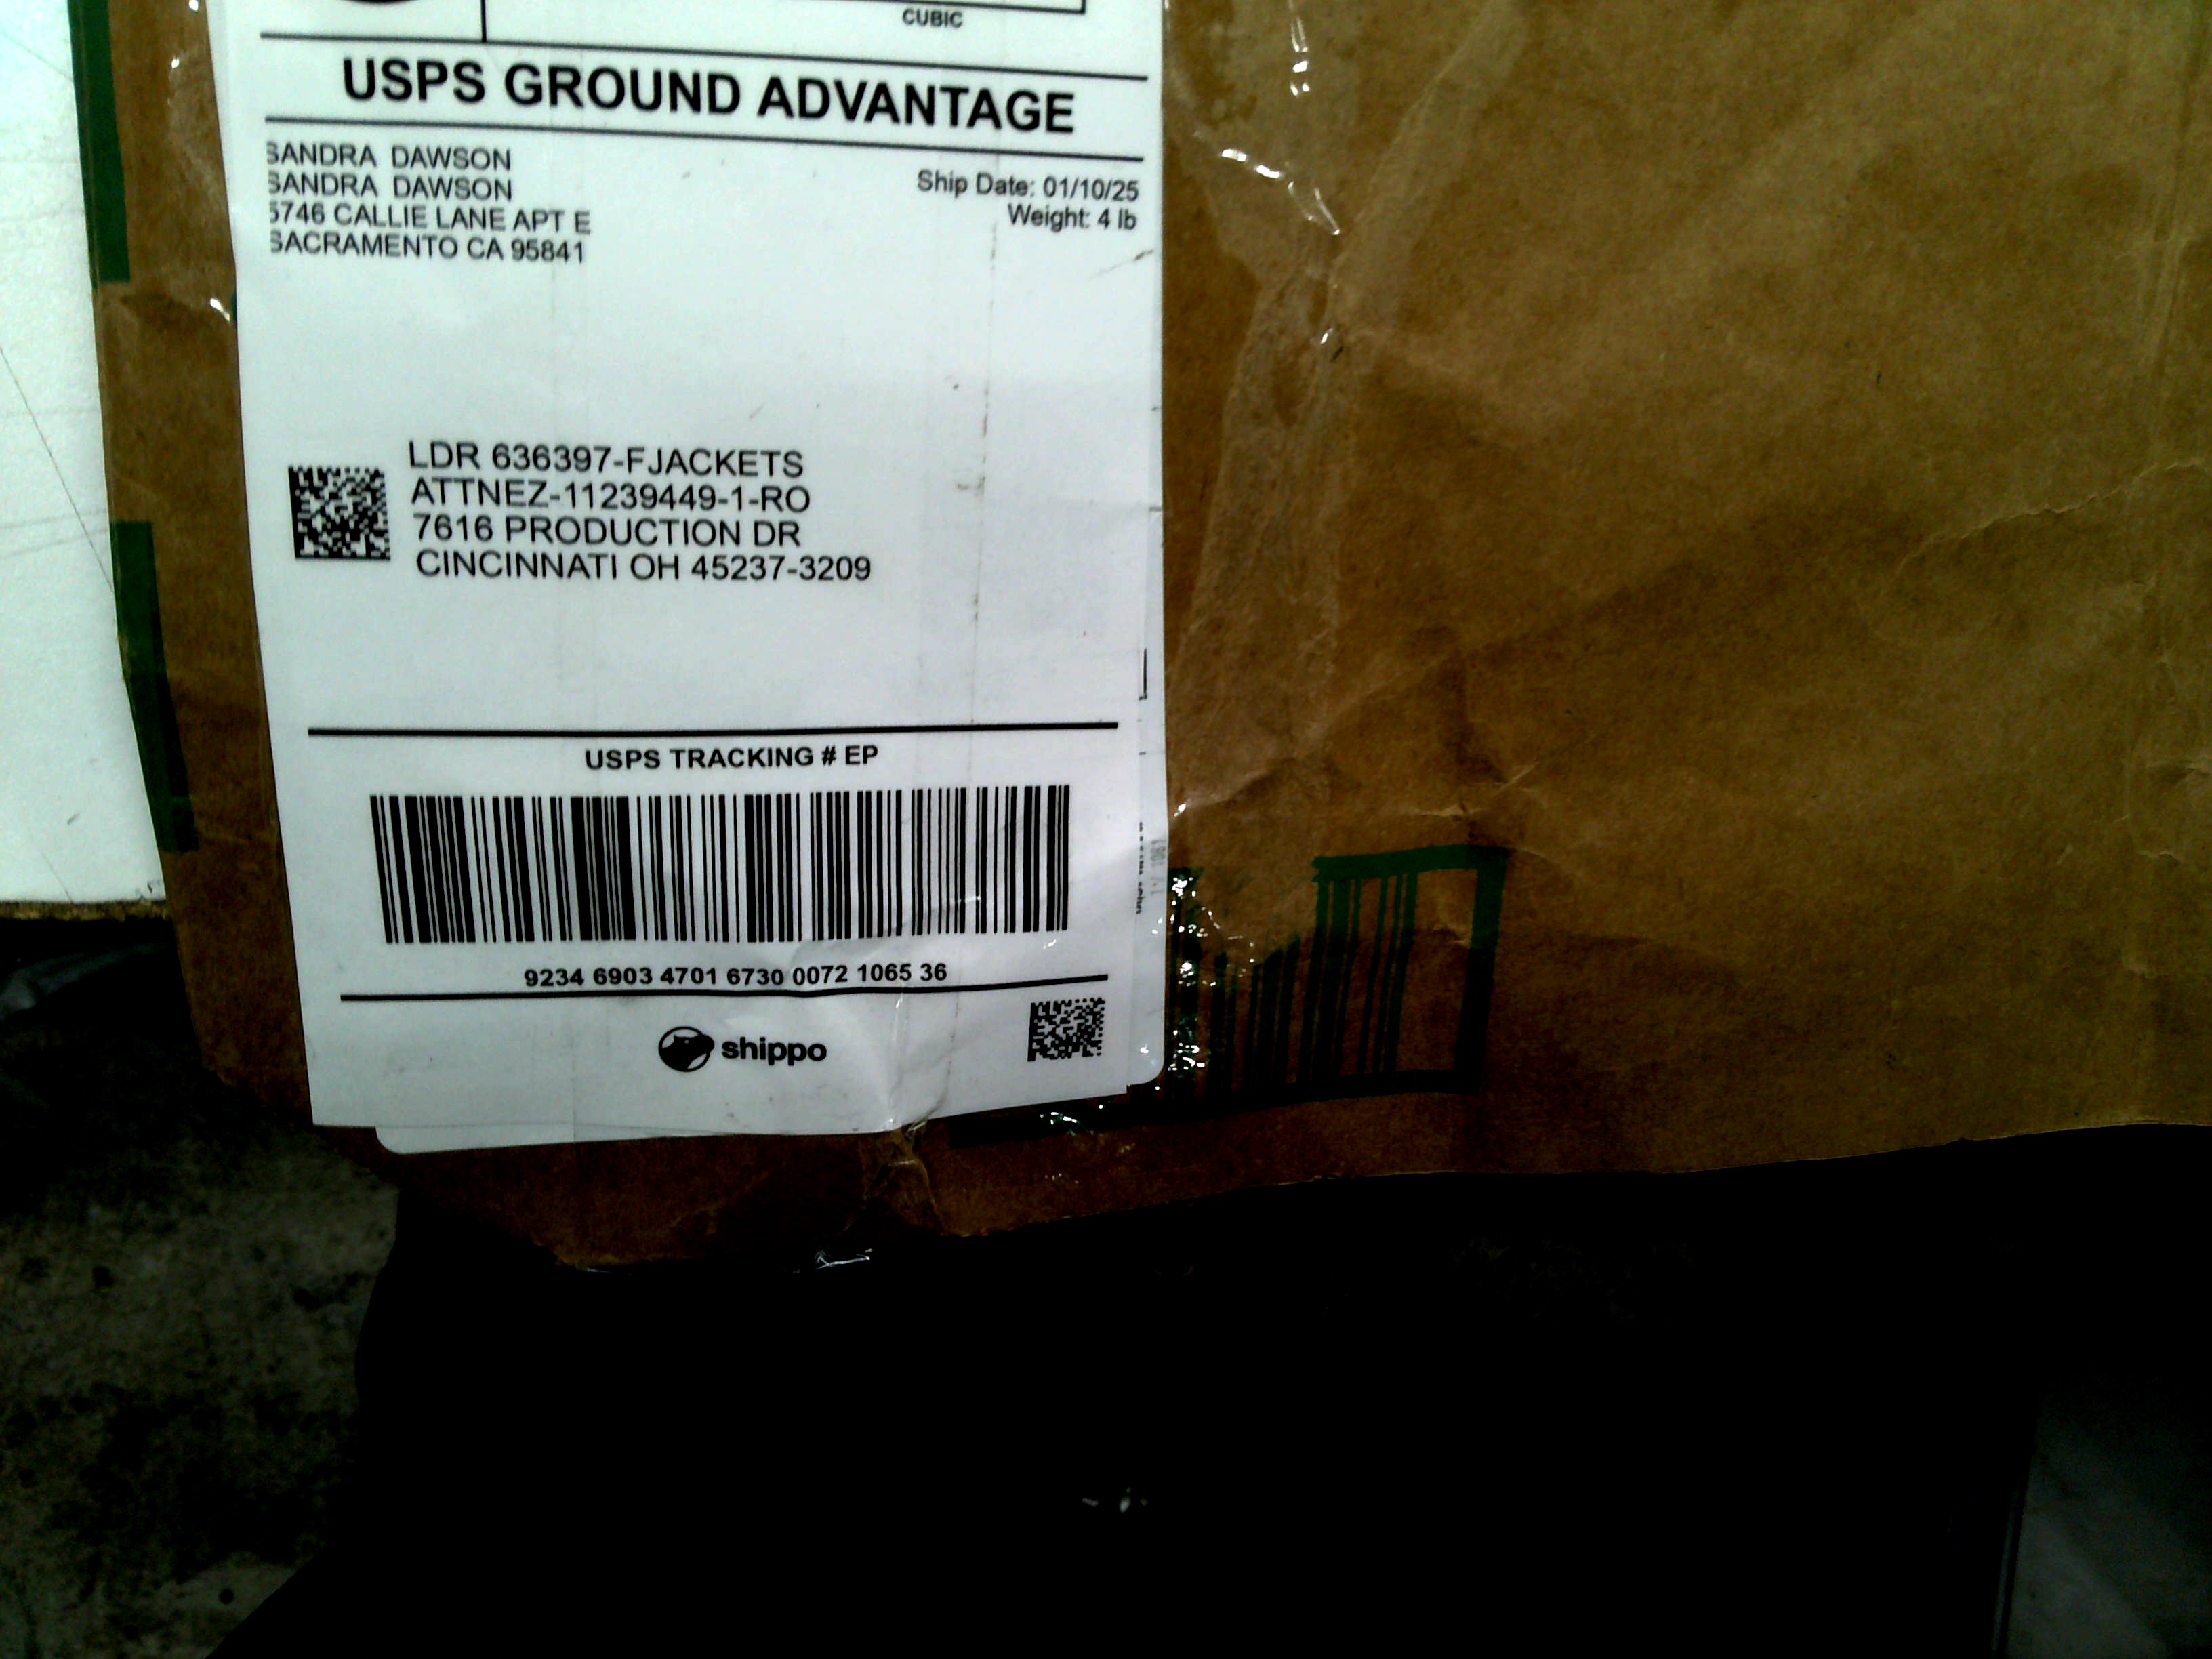 CUBIC
USPS GROUND ADVANTAGE
SANDRA DAWSON
SANDRA DAWSON
5746 CALLIE LANE APT E
SACRAMENTO CA 95841
Ship Date: 01/10/25
Weight: 4 lb
LDR 636397-FJACKETS
ATTNEZ-11239449-1-RO
7616 PRODUCTION DR
CINCINNATI OH 45237-3209
USPS TRACKING # EP
9234 6903 4701 6730 0072 1065 36
shippo